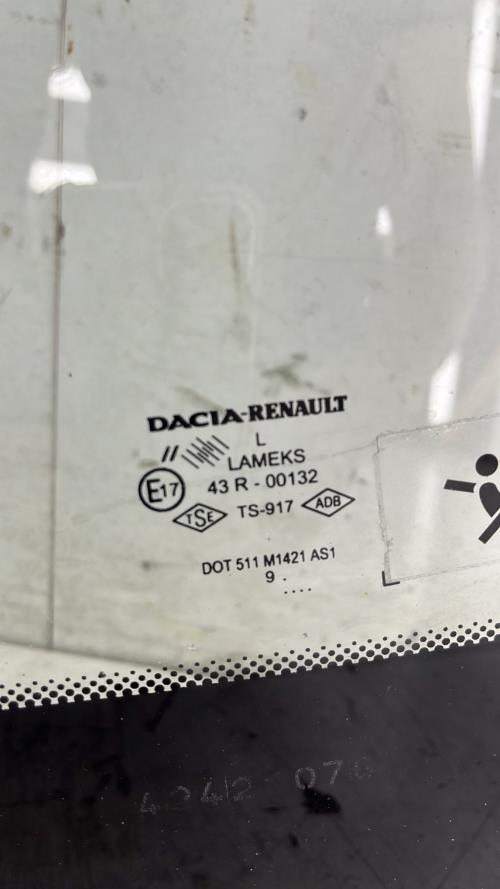 DACIA-RENAULT
L
LAMEKS
E17
43 R - 00132
TSE TS-917 ADB
DOT 511 M1421 AS1
9 .
....